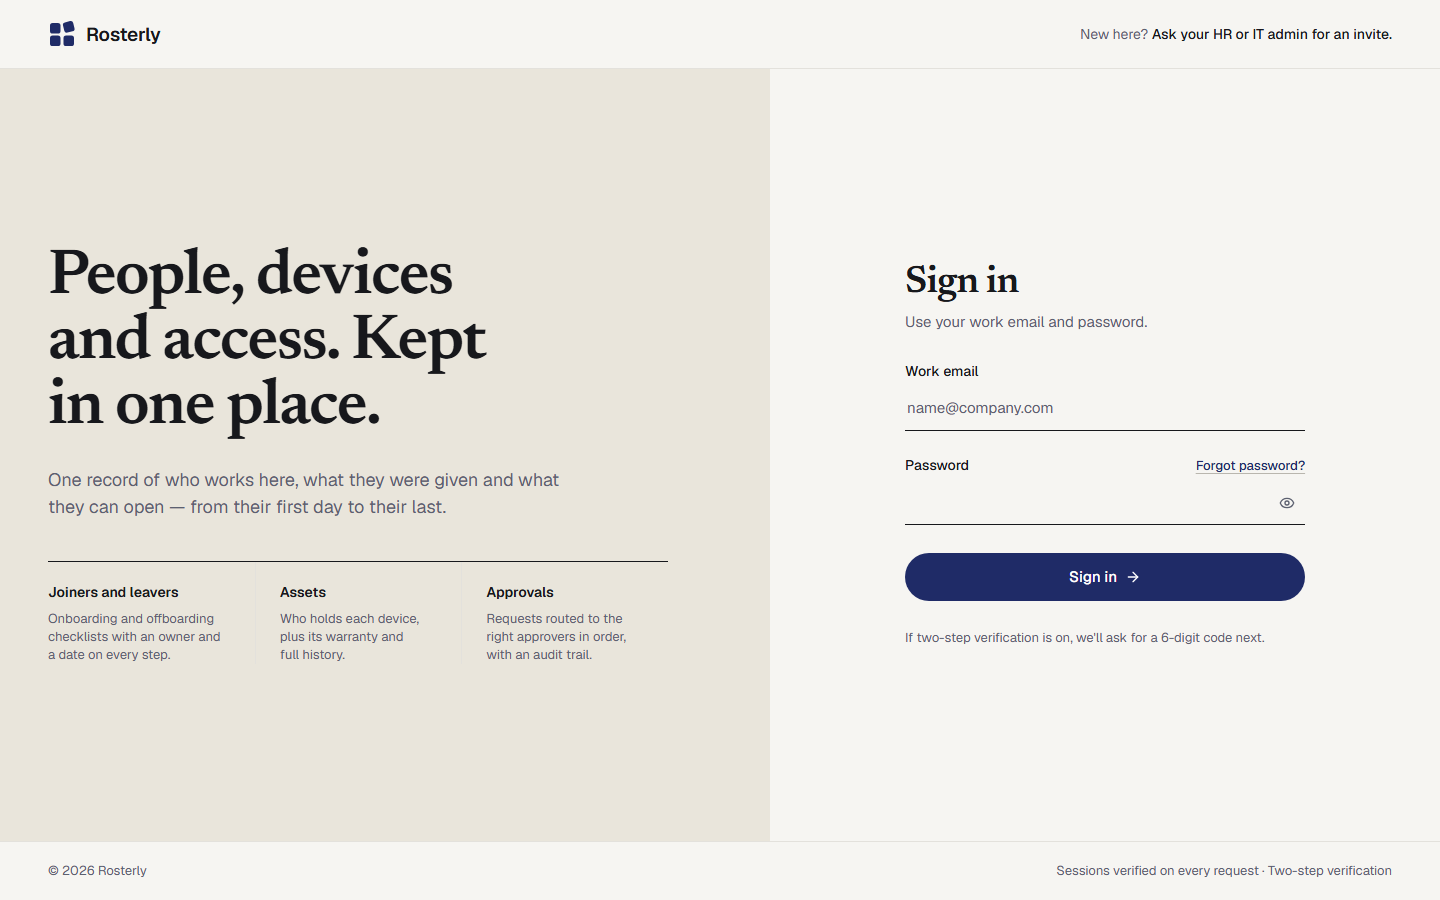 Rosterly
New here? Ask your HR or IT admin for an invite.
People, devices
and access. Kept
in one place.
One record of who works here, what they were given and what
they can open — from their first day to their last.
Joiners and leavers
Onboarding and offboarding
checklists with an owner and
a date on every step.
Assets
Who holds each device,
plus its warranty and
full history.
Approvals
Requests routed to the
right approvers in order,
with an audit trail.
Sign in
Use your work email and password.
Work email
name@company.com
Password
Forgot password?
Sign in →
If two-step verification is on, we'll ask for a 6-digit code next.
© 2026 Rosterly
Sessions verified on every request · Two-step verification